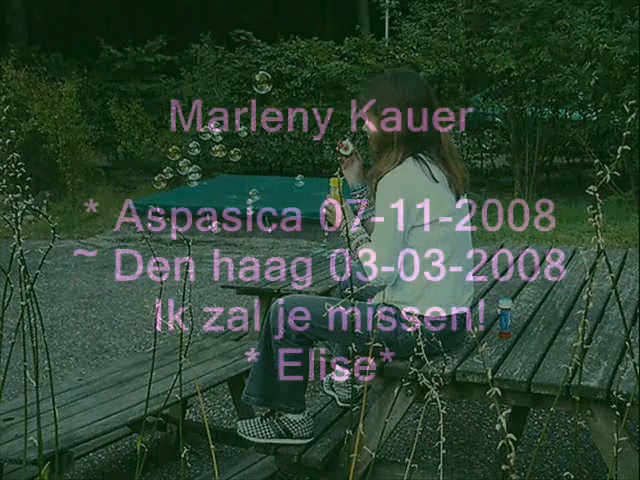 Marleny Kauer
* Aspasica 07-11-2008
~ Den haag 03-03-2008
Ik zal je missen!
* Elise*